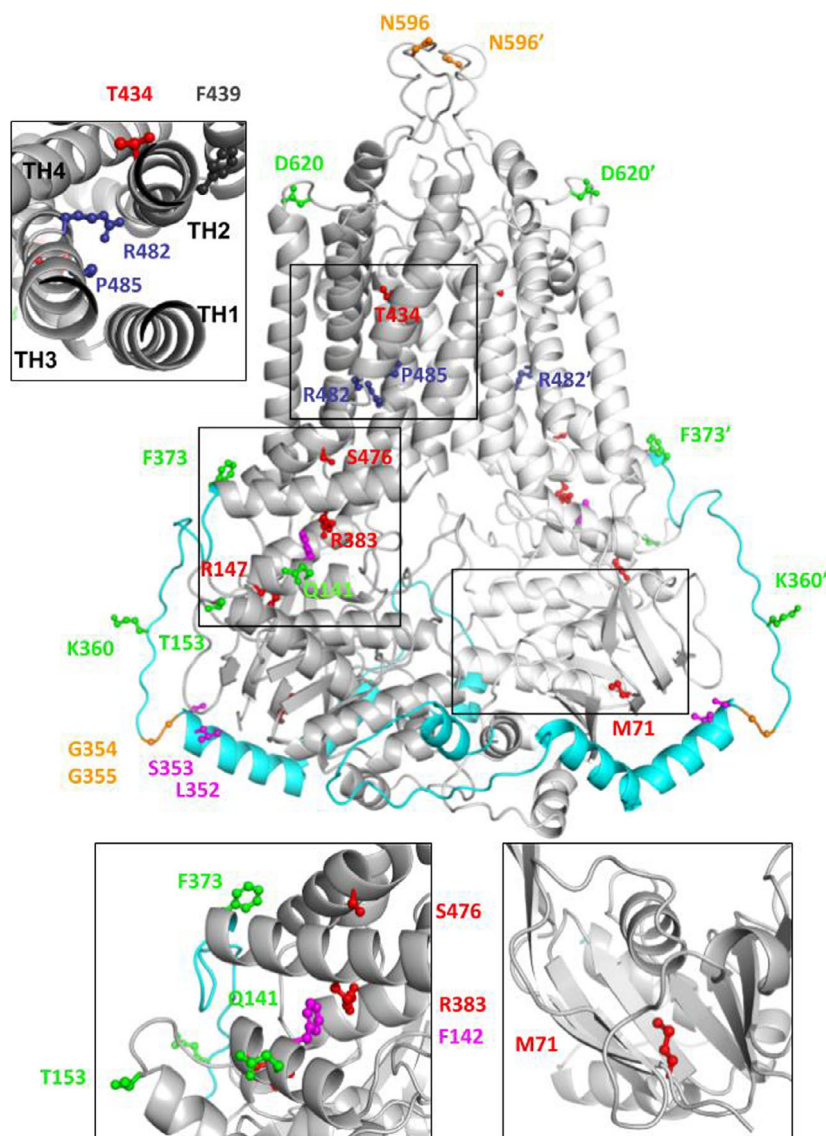 N596
N596'
T434
F439
TH4
D620
D620'
R482
TH2
P485
T434
TH1
TH3
R482
P485
R482'
F373
S476
F373'
R383
R147
Q141
K360'
K360
T153
M71
G354
S353
G355
L352
F373
S476
Q141
R383
F142
M71
T153